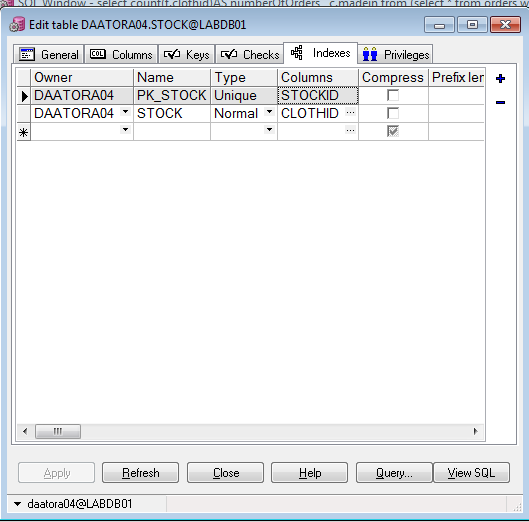 SQL Window - select count(t.clothid)AS numberOfOrders, c.madein from (select * from orders w
Edit table DAATORA04.STOCK@LABDB01
General Columns Keys Checks Indexes Privileges
Owner Name Type Columns Compress Prefix len
DAATORA04 PK_STOCK Unique STOCKID
DAATORA04 STOCK Normal CLOTHID ...
...
Apply Refresh Close Help Query... View SQL
daatora04@LABDB01